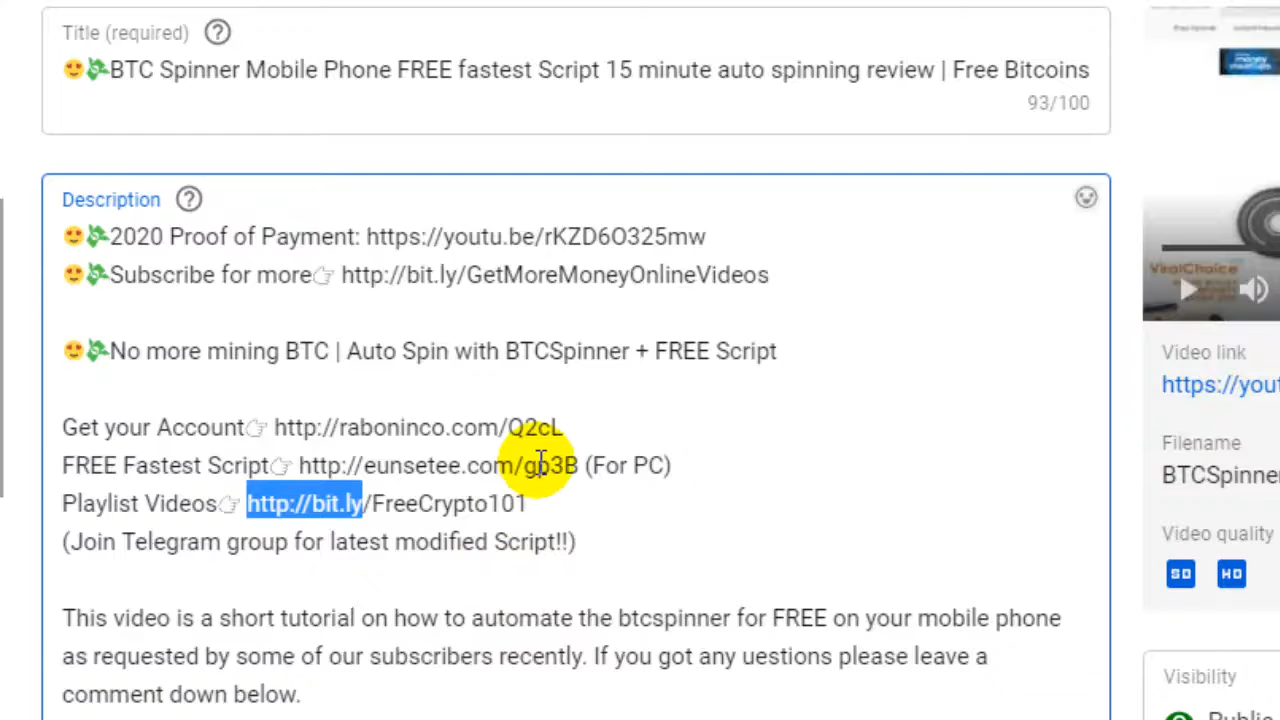 Title (required)
😍💸BTC Spinner Mobile Phone FREE fastest Script 15 minute auto spinning review | Free Bitcoins
93/100
Description
😍💸2020 Proof of Payment: https://youtu.be/rKZD6O325mw
😍💸Subscribe for more👉 http://bit.ly/GetMoreMoneyOnlineVideos
😍💸No more mining BTC | Auto Spin with BTCSpinner + FREE Script
Get your Account👉 http://raboninco.com/Q2cL
FREE Fastest Script👉 http://eunsetee.com/gp3B (For PC)
Playlist Videos👉 http://bit.ly/FreeCrypto101
(Join Telegram group for latest modified Script!!)
This video is a short tutorial on how to automate the btcspinner for FREE on your mobile phone
as requested by some of our subscribers recently. If you got any uestions please leave a
comment down below.
ViralChoice
Video link
https://yout
Filename
BTCSpinner
Video quality
SD HD
Visibility
Public